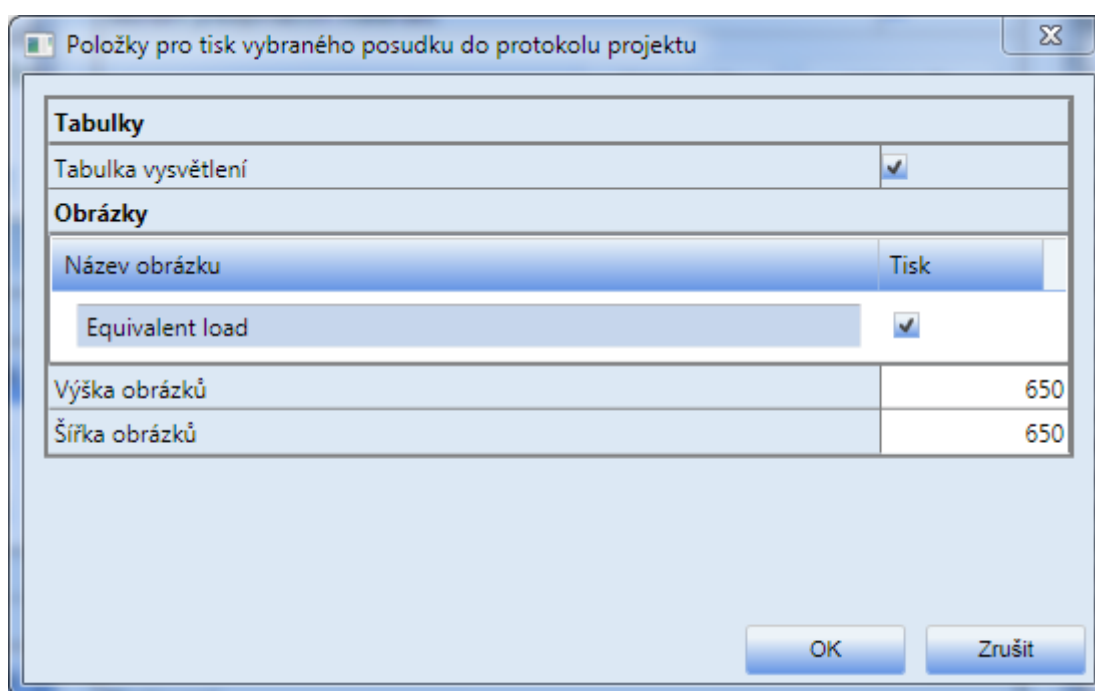 Položky pro tisk vybraného posudku do protokolu projektu
Tabulky
Tabulka vysvětlení
Obrázky
Název obrázku Tisk
Equivalent load
Výška obrázků 650
Šířka obrázků 650
OK Zrušit